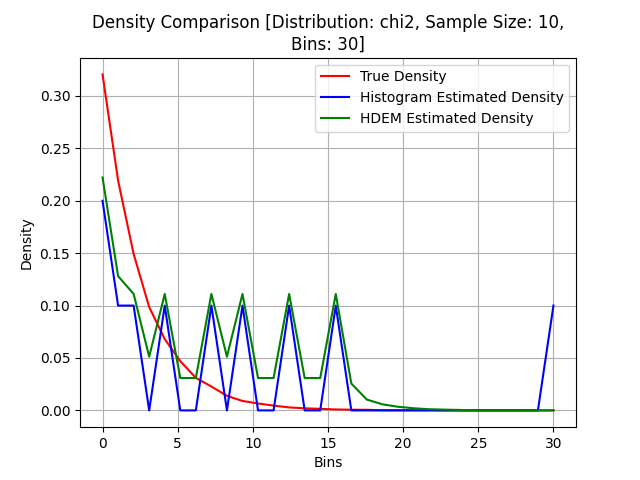 Density Comparison [Distribution: chi2, Sample Size: 10,
Bins: 30]
True Density
Histogram Estimated Density
HDEM Estimated Density
Density
0.30
0.25
0.20
0.15
0.10
0.05
0.00
0 5 10 15 20 25 30
Bins